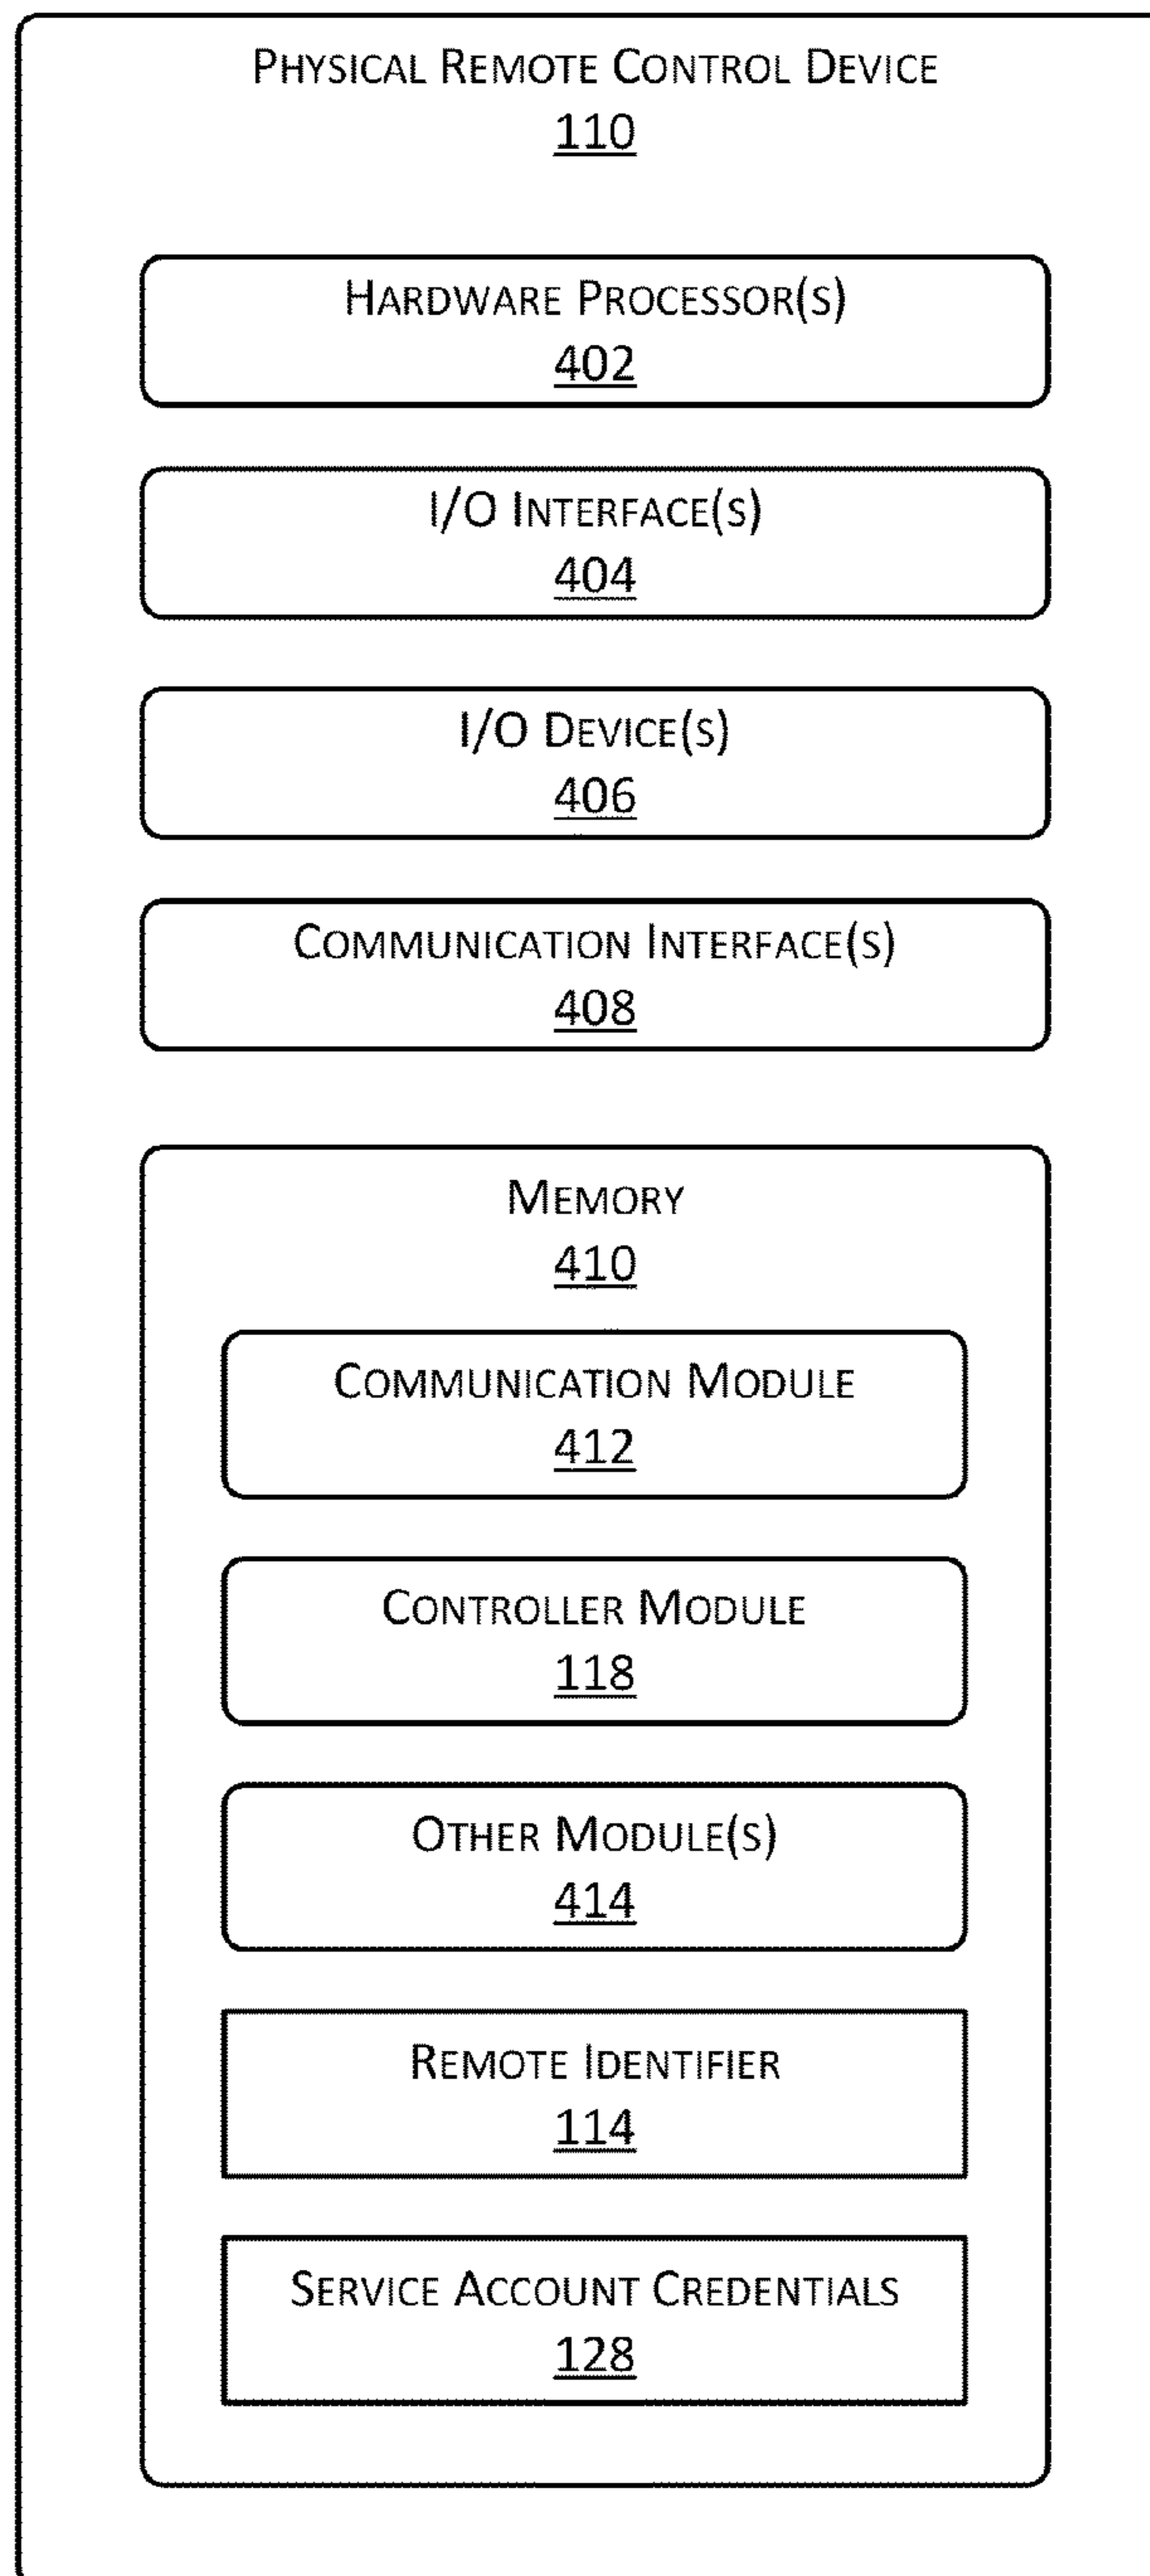 PHYSICAL REMOTE CONTROL DEVICE
110
HARDWARE PROCESSOR(S)
402
I/O INTERFACE(S)
404
I/O DEVICE(S)
406
COMMUNICATION INTERFACE(S)
408
MEMORY
410
COMMUNICATION MODULE
412
CONTROLLER MODULE
118
OTHER MODULE(S)
414
REMOTE IDENTIFIER
114
SERVICE ACCOUNT CREDENTIALS
128